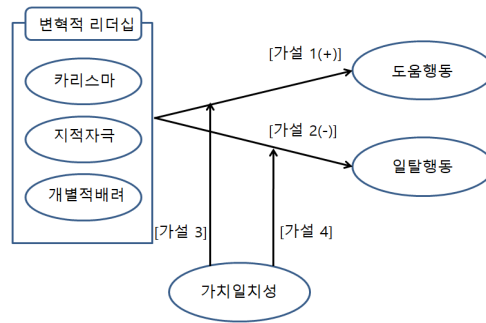 변혁적 리더십
[가설 1(+)]
카리스마
도움행동
지적자극
[가설 2(-)]
일탈행동
개별적배려
[가설 3]
[가설 4]
가치일치성